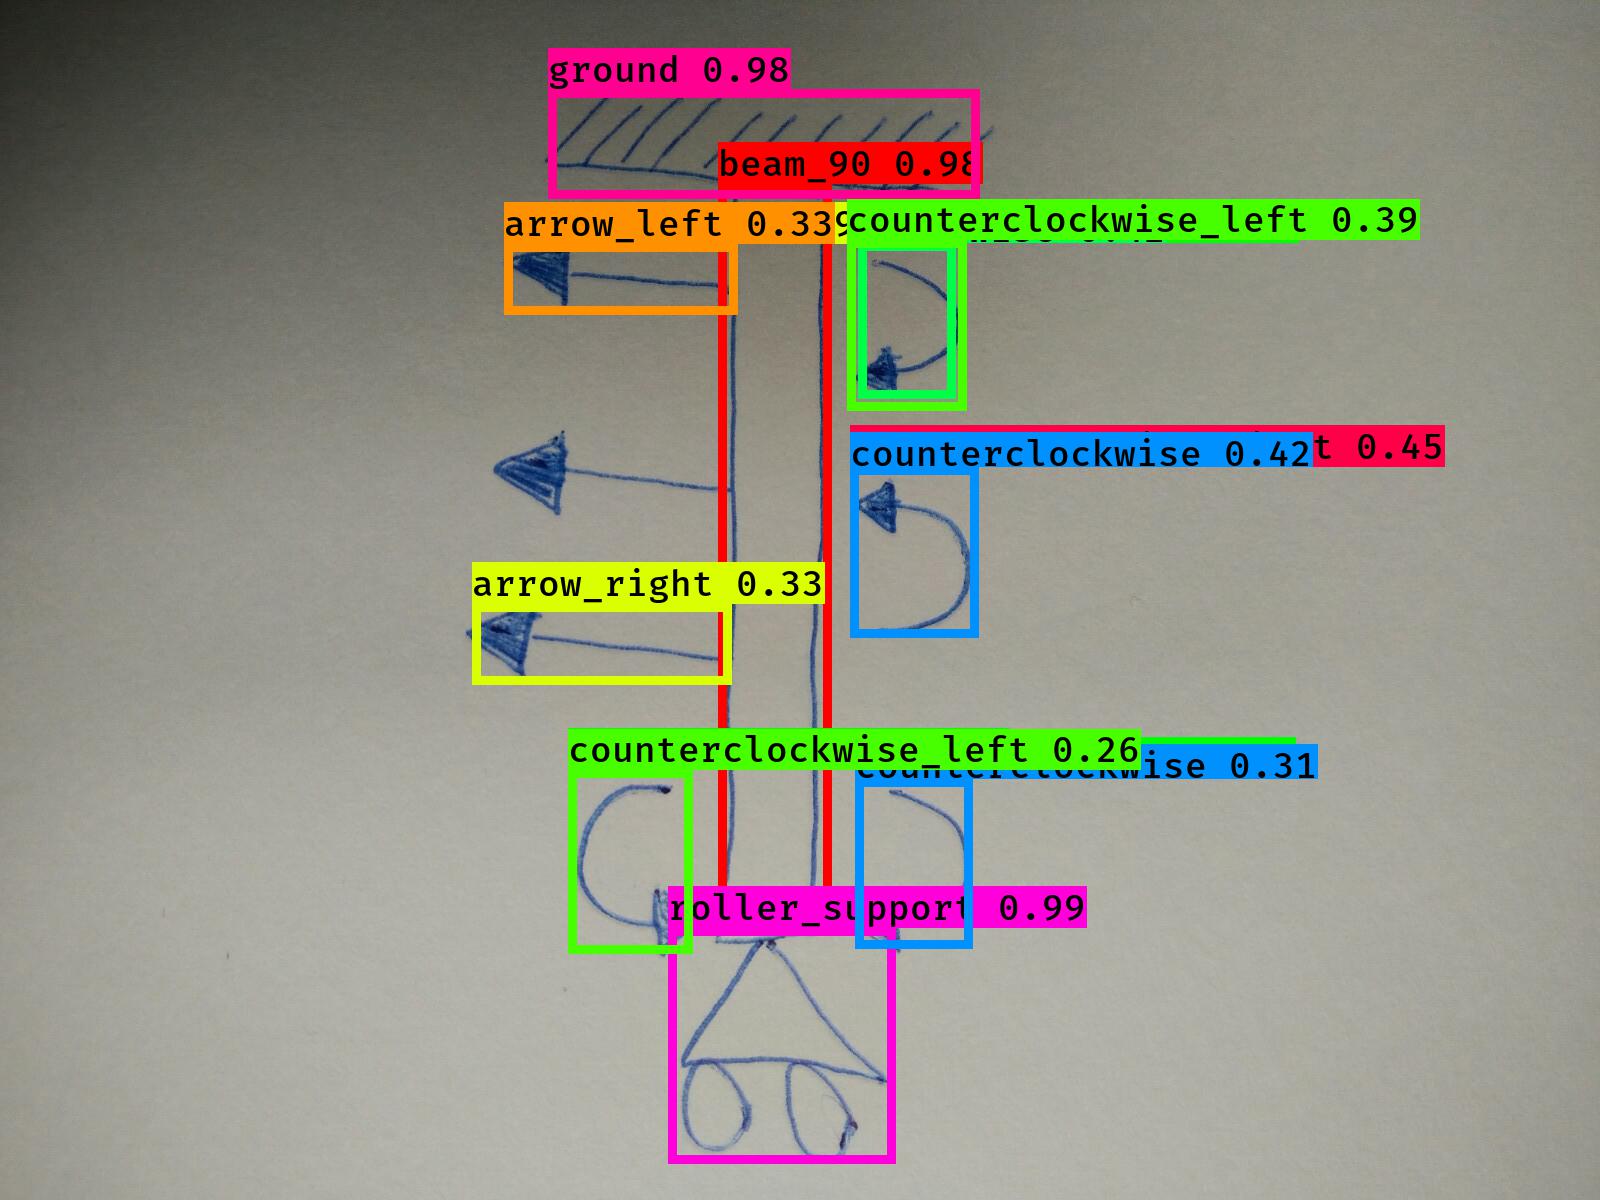 ground 0.98
beam_90 0.98
arrow_left 0.33
counterclockwise_left 0.39
t 0.45
counterclockwise 0.42
arrow_right 0.33
counterclockwise_left 0.26
counterclockwise 0.31
roller_support 0.99